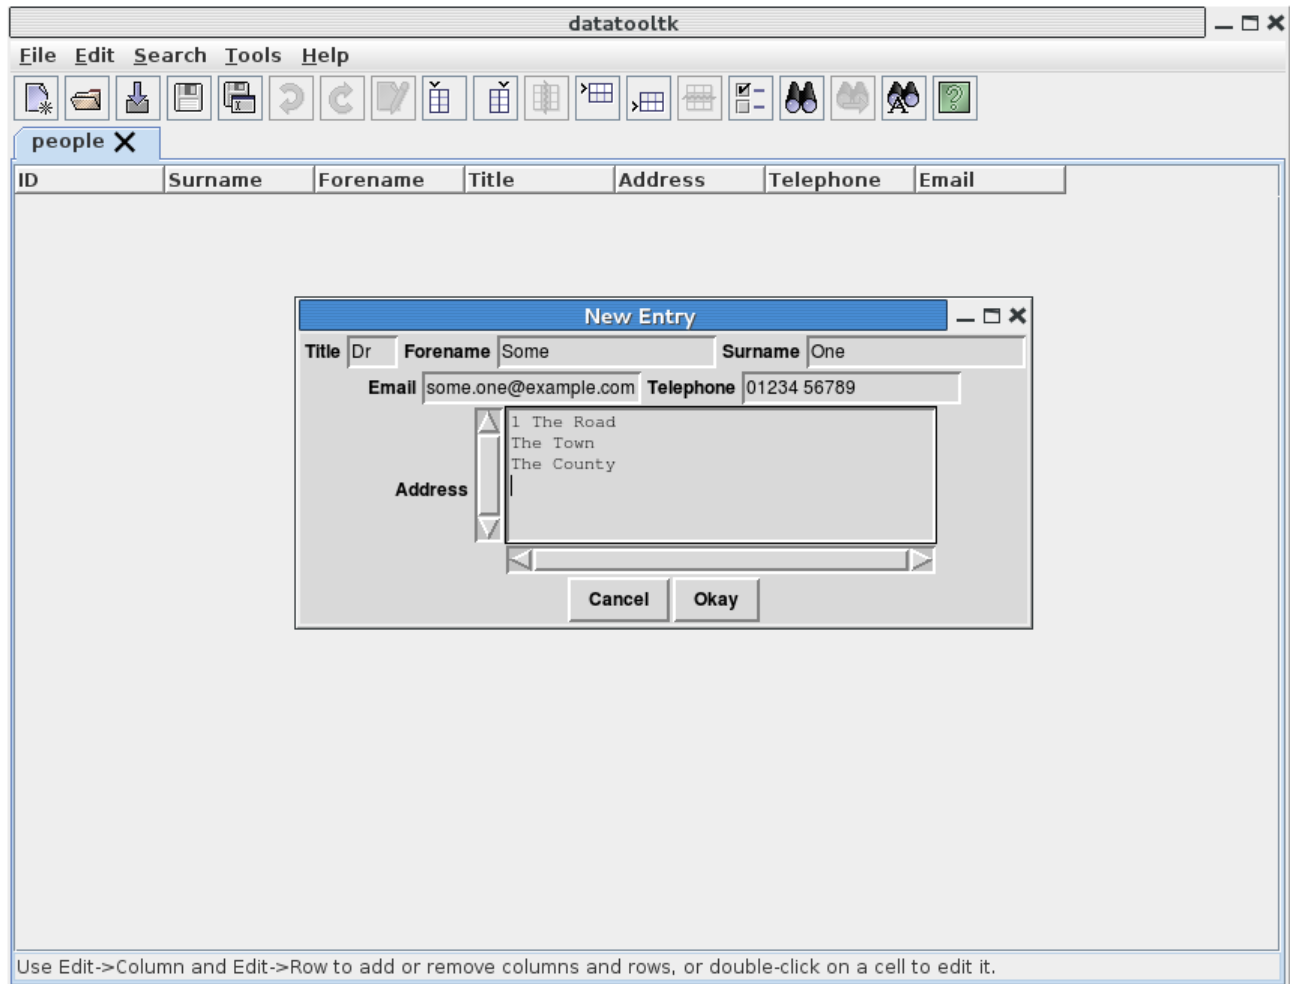 datatooltk
File Edit Search Tools Help
people
ID Surname Forename Title Address Telephone Email
New Entry
Title Dr Forename Some Surname One
Email some.one@example.com Telephone 01234 56789
Address
1 The Road
The Town
The County
Cancel Okay
Use Edit->Column and Edit->Row to add or remove columns and rows, or double-click on a cell to edit it.